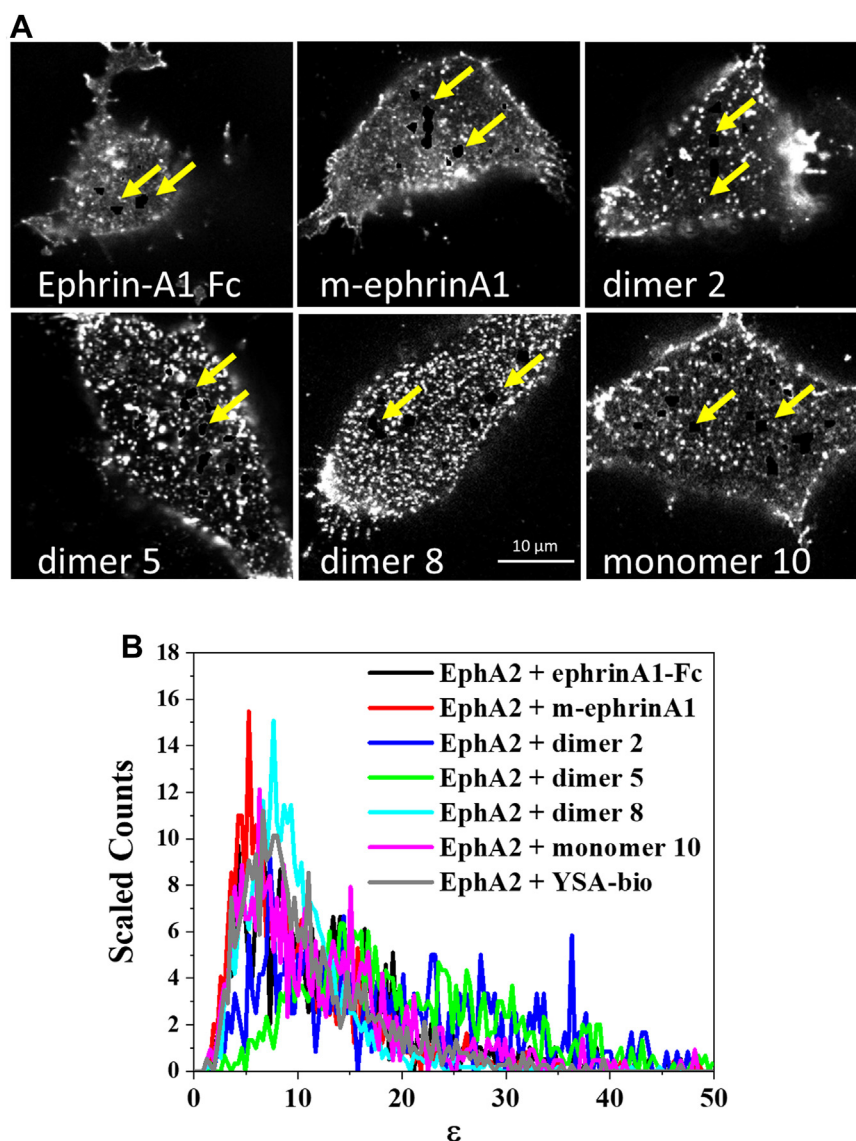 A
Ephrin-A1 Fc
m-ephrinA1
dimer 2
dimer 5
dimer 8
10 µm
monomer 10
B
18
16
14
12
10
8
6
4
2
0
Scaled Counts
EphA2 + ephrinA1-Fc
EphA2 + m-ephrinA1
EphA2 + dimer 2
EphA2 + dimer 5
EphA2 + dimer 8
EphA2 + monomer 10
EphA2 + YSA-bio
0 10 20 30 40 50
ε